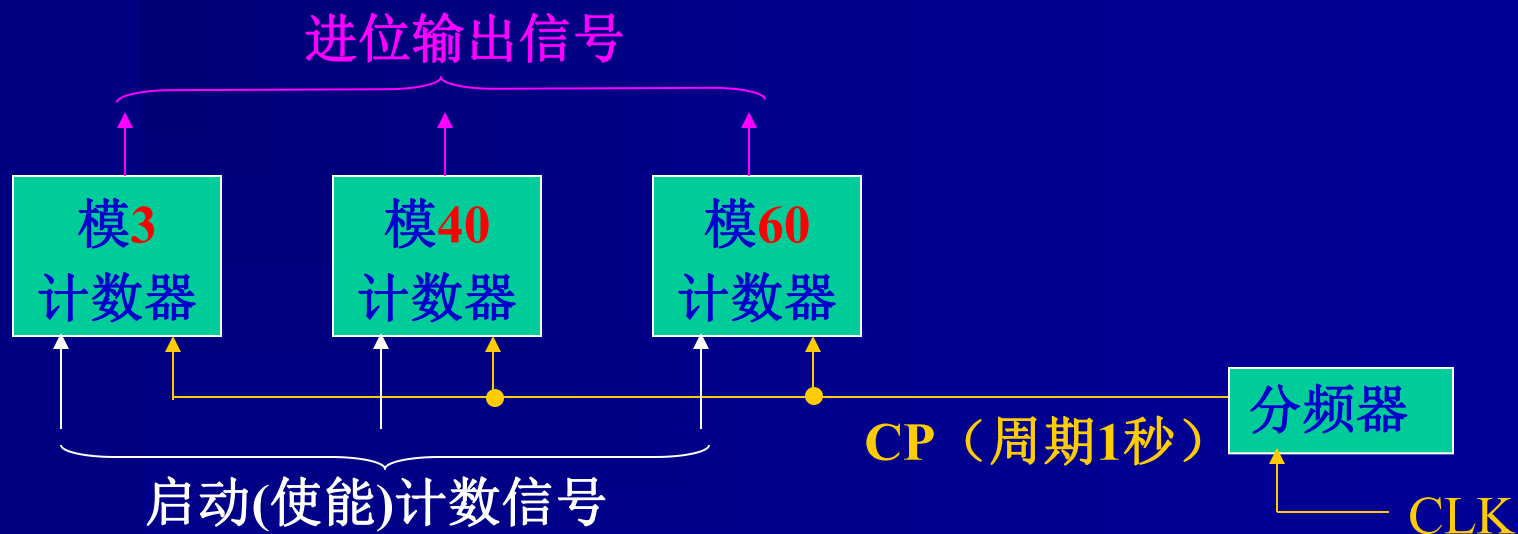 进位输出信号
模3
计数器
模40
计数器
模60
计数器
分频器
CP（周期1秒）
启动(使能)计数信号
CLK